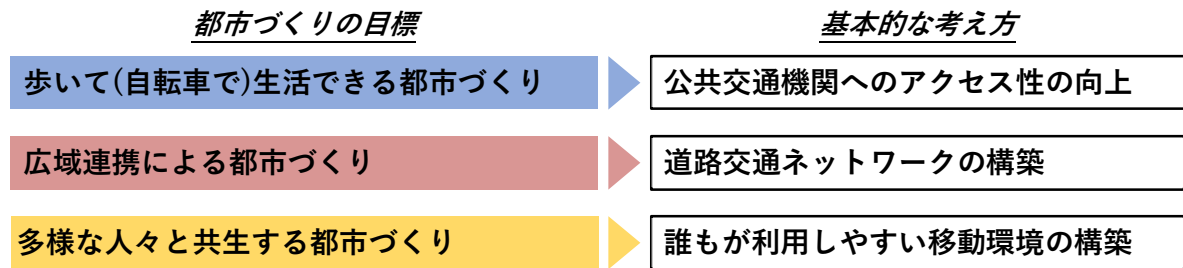 都市づくりの目標
基本的な考え方
歩いて(自転車で)生活できる都市づくり
公共交通機関へのアクセス性の向上
広域連携による都市づくり
道路交通ネットワークの構築
多様な人々と共生する都市づくり
誰もが利用しやすい移動環境の構築